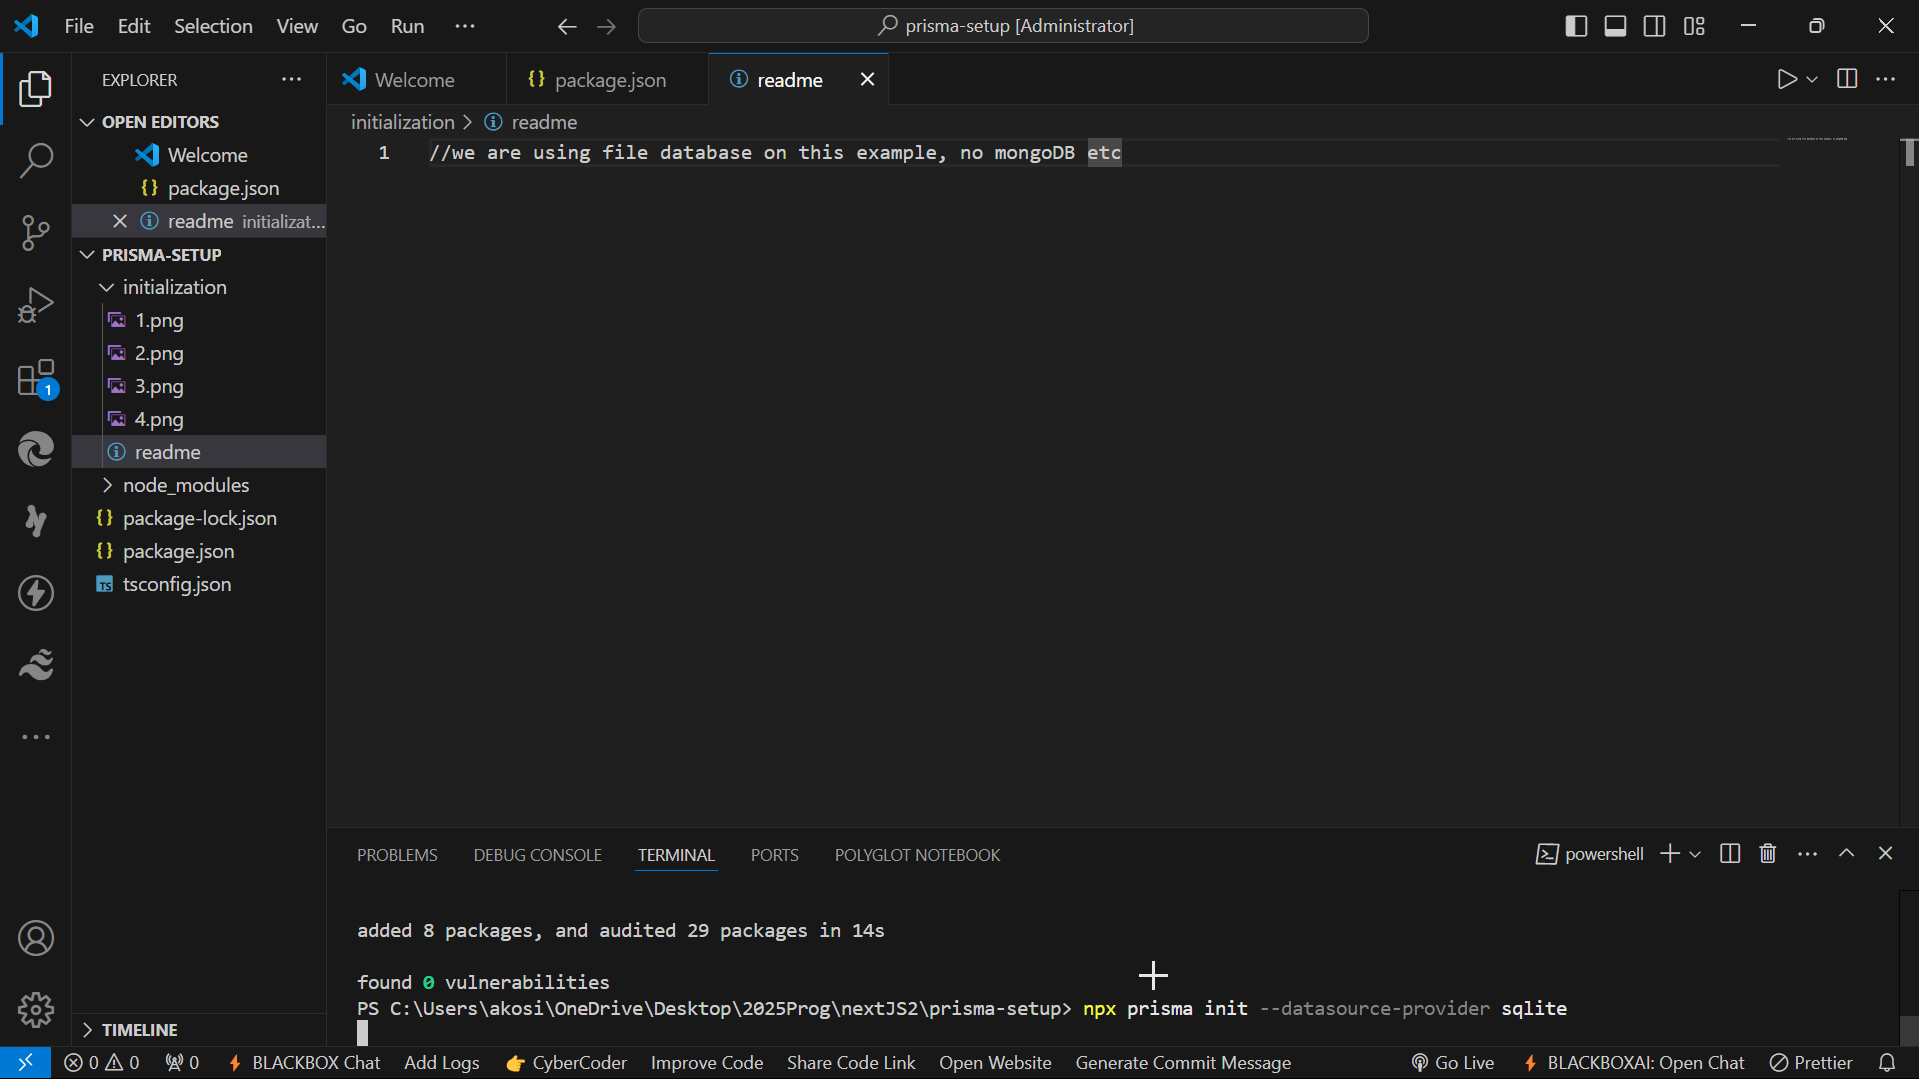 File Edit Selection View Go Run ··· prisma-setup [Administrator]
EXPLORER ···
Welcome {} package.json readme
OPEN EDITORS
Welcome
{} package.json
readme initializat...
PRISMA-SETUP
initialization
1.png
2.png
3.png
4.png
readme
node_modules
{} package-lock.json
{} package.json
TS tsconfig.json
TIMELINE
1
initialization > readme
1 //we are using file database on this example, no mongoDB etc
PROBLEMS DEBUG CONSOLE TERMINAL PORTS POLYGLOT NOTEBOOK powershell
added 8 packages, and audited 29 packages in 14s
found 0 vulnerabilities
PS C:\Users\akosi\OneDrive\Desktop\2025Prog\nextJS2\prisma-setup> npx prisma init --datasource-provider sqlite
0 0 0 BLACKBOX Chat Add Logs 👉 CyberCoder Improve Code Share Code Link Open Website Generate Commit Message Go Live BLACKBOXAI: Open Chat Prettier